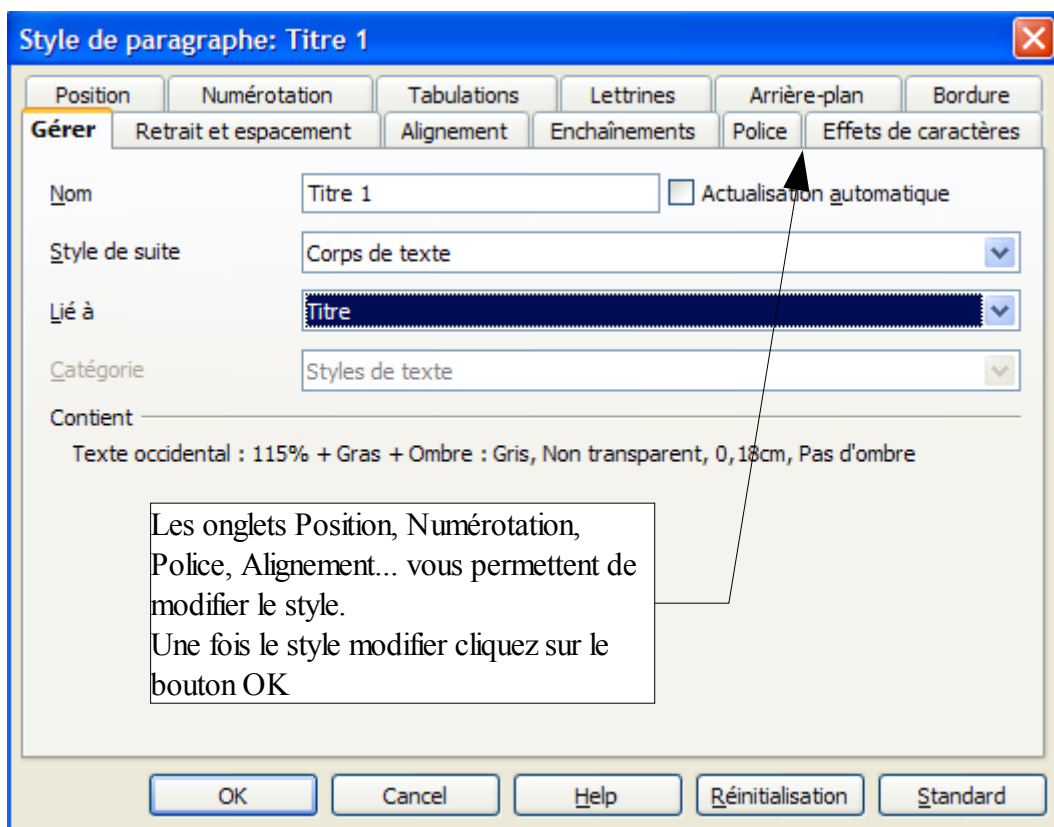 Style de paragraphe: Titre 1
Position Numérotation Tabulations Lettrines Arrière-plan Bordure
Gérer Retrait et espacement Alignement Enchaînements Police Effets de caractères
Nom Titre 1 Actualisation automatique
Style de suite Corps de texte
Lié à Titre
Catégorie Styles de texte
Contient
Texte occidental : 115% + Gras + Ombre : Gris, Non transparent, 0,18cm, Pas d'ombre
Les onglets Position, Numérotation,
Police, Alignement... vous permettent de
modifier le style.
Une fois le style modifier cliquez sur le
bouton OK
OK Cancel Help Réinitialisation Standard